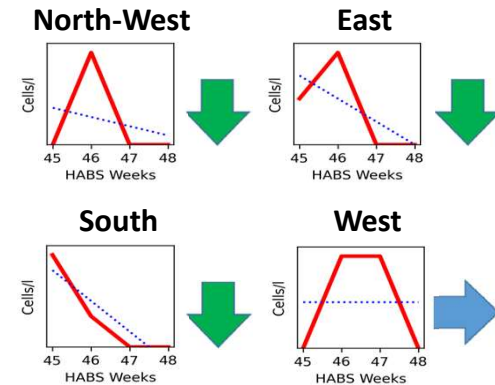 North-West
Cells/l
45 46 47 48
HABS Weeks
East
Cells/l
45 46 47 48
HABS Weeks
South
Cells/l
45 46 47 48
HABS Weeks
West
Cells/l
45 46 47 48
HABS Weeks